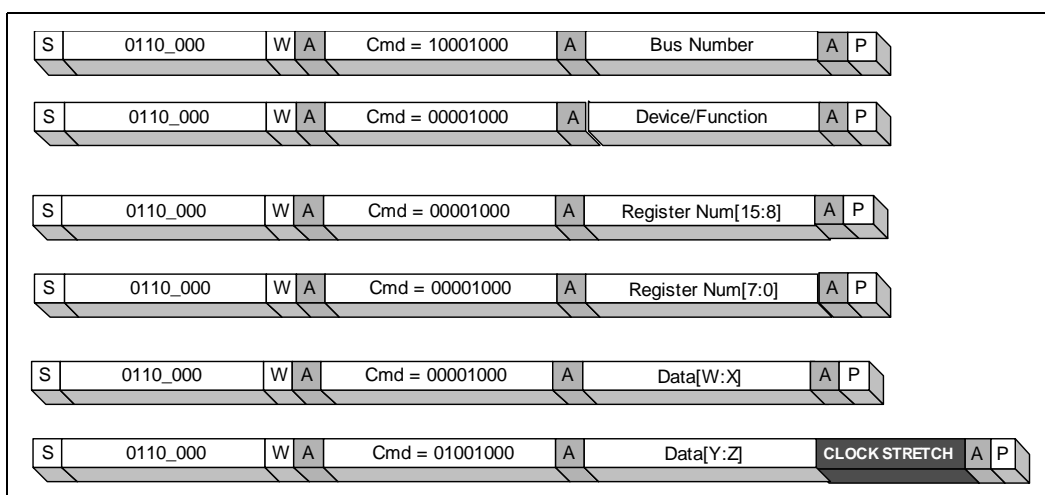 S 0110_000 W A Cmd = 10001000 A Bus Number A P
S 0110_000 W A Cmd = 00001000 A Device/Function A P
S 0110_000 W A Cmd = 00001000 A Register Num[15:8] A P
S 0110_000 W A Cmd = 00001000 A Register Num[7:0] A P
S 0110_000 W A Cmd = 00001000 A Data[W:X] A P
S 0110_000 W A Cmd = 01001000 A Data[Y:Z] CLOCK STRETCH A P